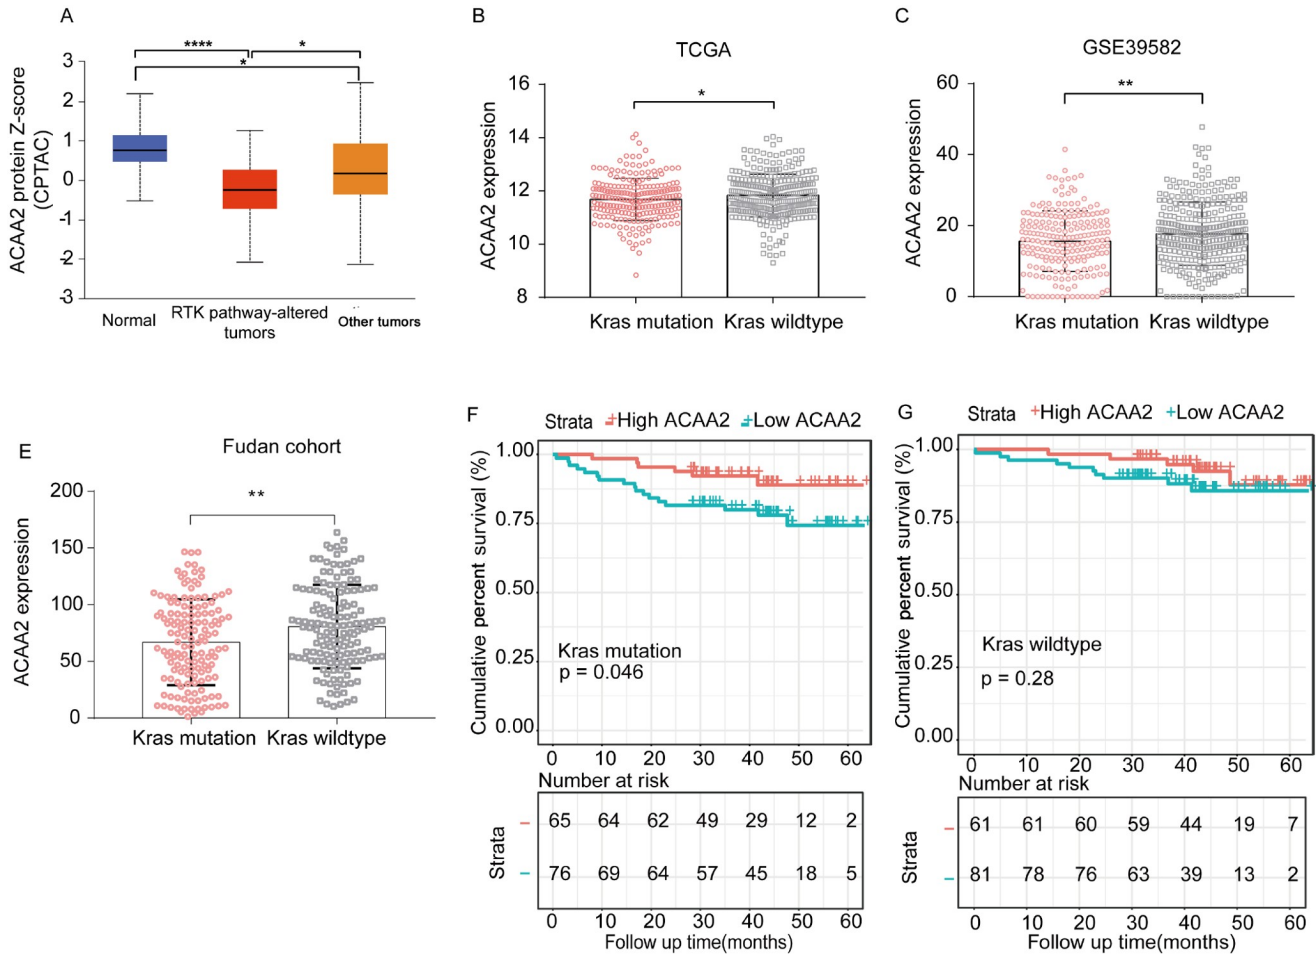 A
ACAA2 protein Z-score
(CPTAC)
3
2
1
0
-1
-2
-3
****
*
*
Normal
RTK pathway-altered
tumors
Other tumors
B
TCGA
ACAA2 expression
16
14
12
10
8
*
Kras mutation
Kras wildtype
C
GSE39582
ACAA2 expression
60
40
20
0
**
Kras mutation
Kras wildtype
E
Fudan cohort
ACAA2 expression
200
150
100
50
0
**
Kras mutation
Kras wildtype
F
Strata High ACAA2 Low ACAA2
Cumulative percent survival (%)
1.00
0.75
0.50
0.25
0.00
Kras mutation
p = 0.046
0 10 20 30 40 50 60
Number at risk
Strata
65 64 62 49 29 12 2
76 69 64 57 45 18 5
0 10 20 30 40 50 60
Follow up time(months)
G
Strata High ACAA2 Low ACAA2
Cumulative percent survival (%)
1.00
0.75
0.50
0.25
0.00
Kras wildtype
p = 0.28
0 10 20 30 40 50 60
Number at risk
Strata
61 61 60 59 44 19 7
81 78 76 63 39 13 2
0 10 20 30 40 50 60
Follow up time(months)